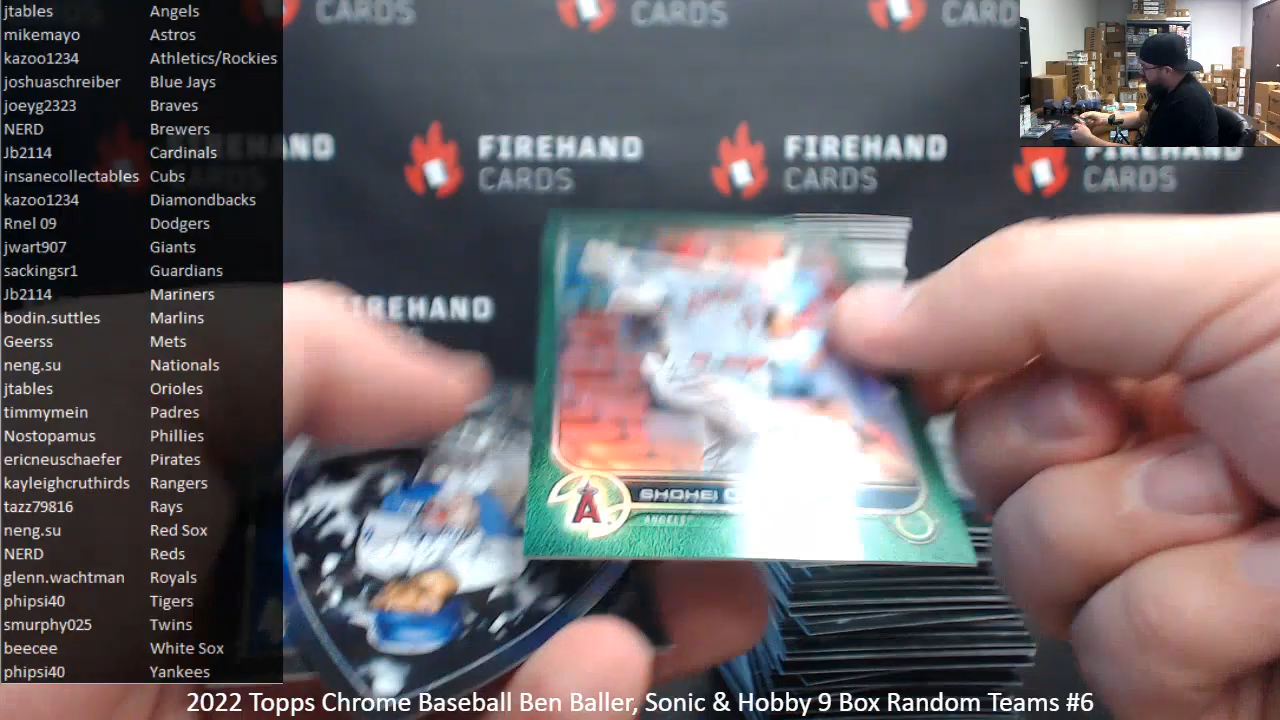 jtables Angels
mikemayo Astros
kazoo1234 Athletics/Rockies
joshuaschreiber Blue Jays
joeyg2323 Braves
NERD Brewers
Jb2114 Cardinals
insanecollectables Cubs
kazoo1234 Diamondbacks
Rnel 09 Dodgers
jwart907 Giants
sackingsr1 Guardians
Jb2114 Mariners
bodin.suttles Marlins
Geerss Mets
neng.su Nationals
jtables Orioles
timmymein Padres
Nostopamus Phillies
ericneuschaefer Pirates
kayleighcruthirds Rangers
tazz79816 Rays
neng.su Red Sox
NERD Reds
glenn.wachtman Royals
phipsi40 Tigers
smurphy025 Twins
beecee White Sox
phipsi40 Yankees
CARDS
CARDS
CARD
FIREHAND
CARDS
FIREHAND
CARDS
CARDS
FIREHAND
SHOHEI
A
ANGELS
2022 Topps Chrome Baseball Ben Baller, Sonic & Hobby 9 Box Random Teams #6